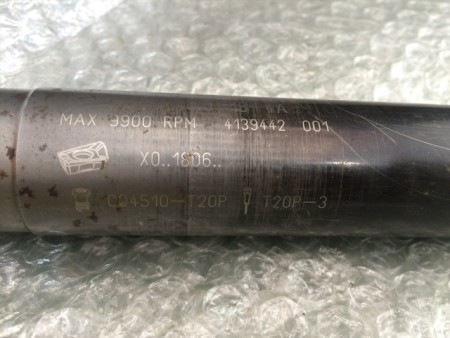 MAX 9900 RPM 4139442 001
X0..1806..
C04510-T20P T20P-3